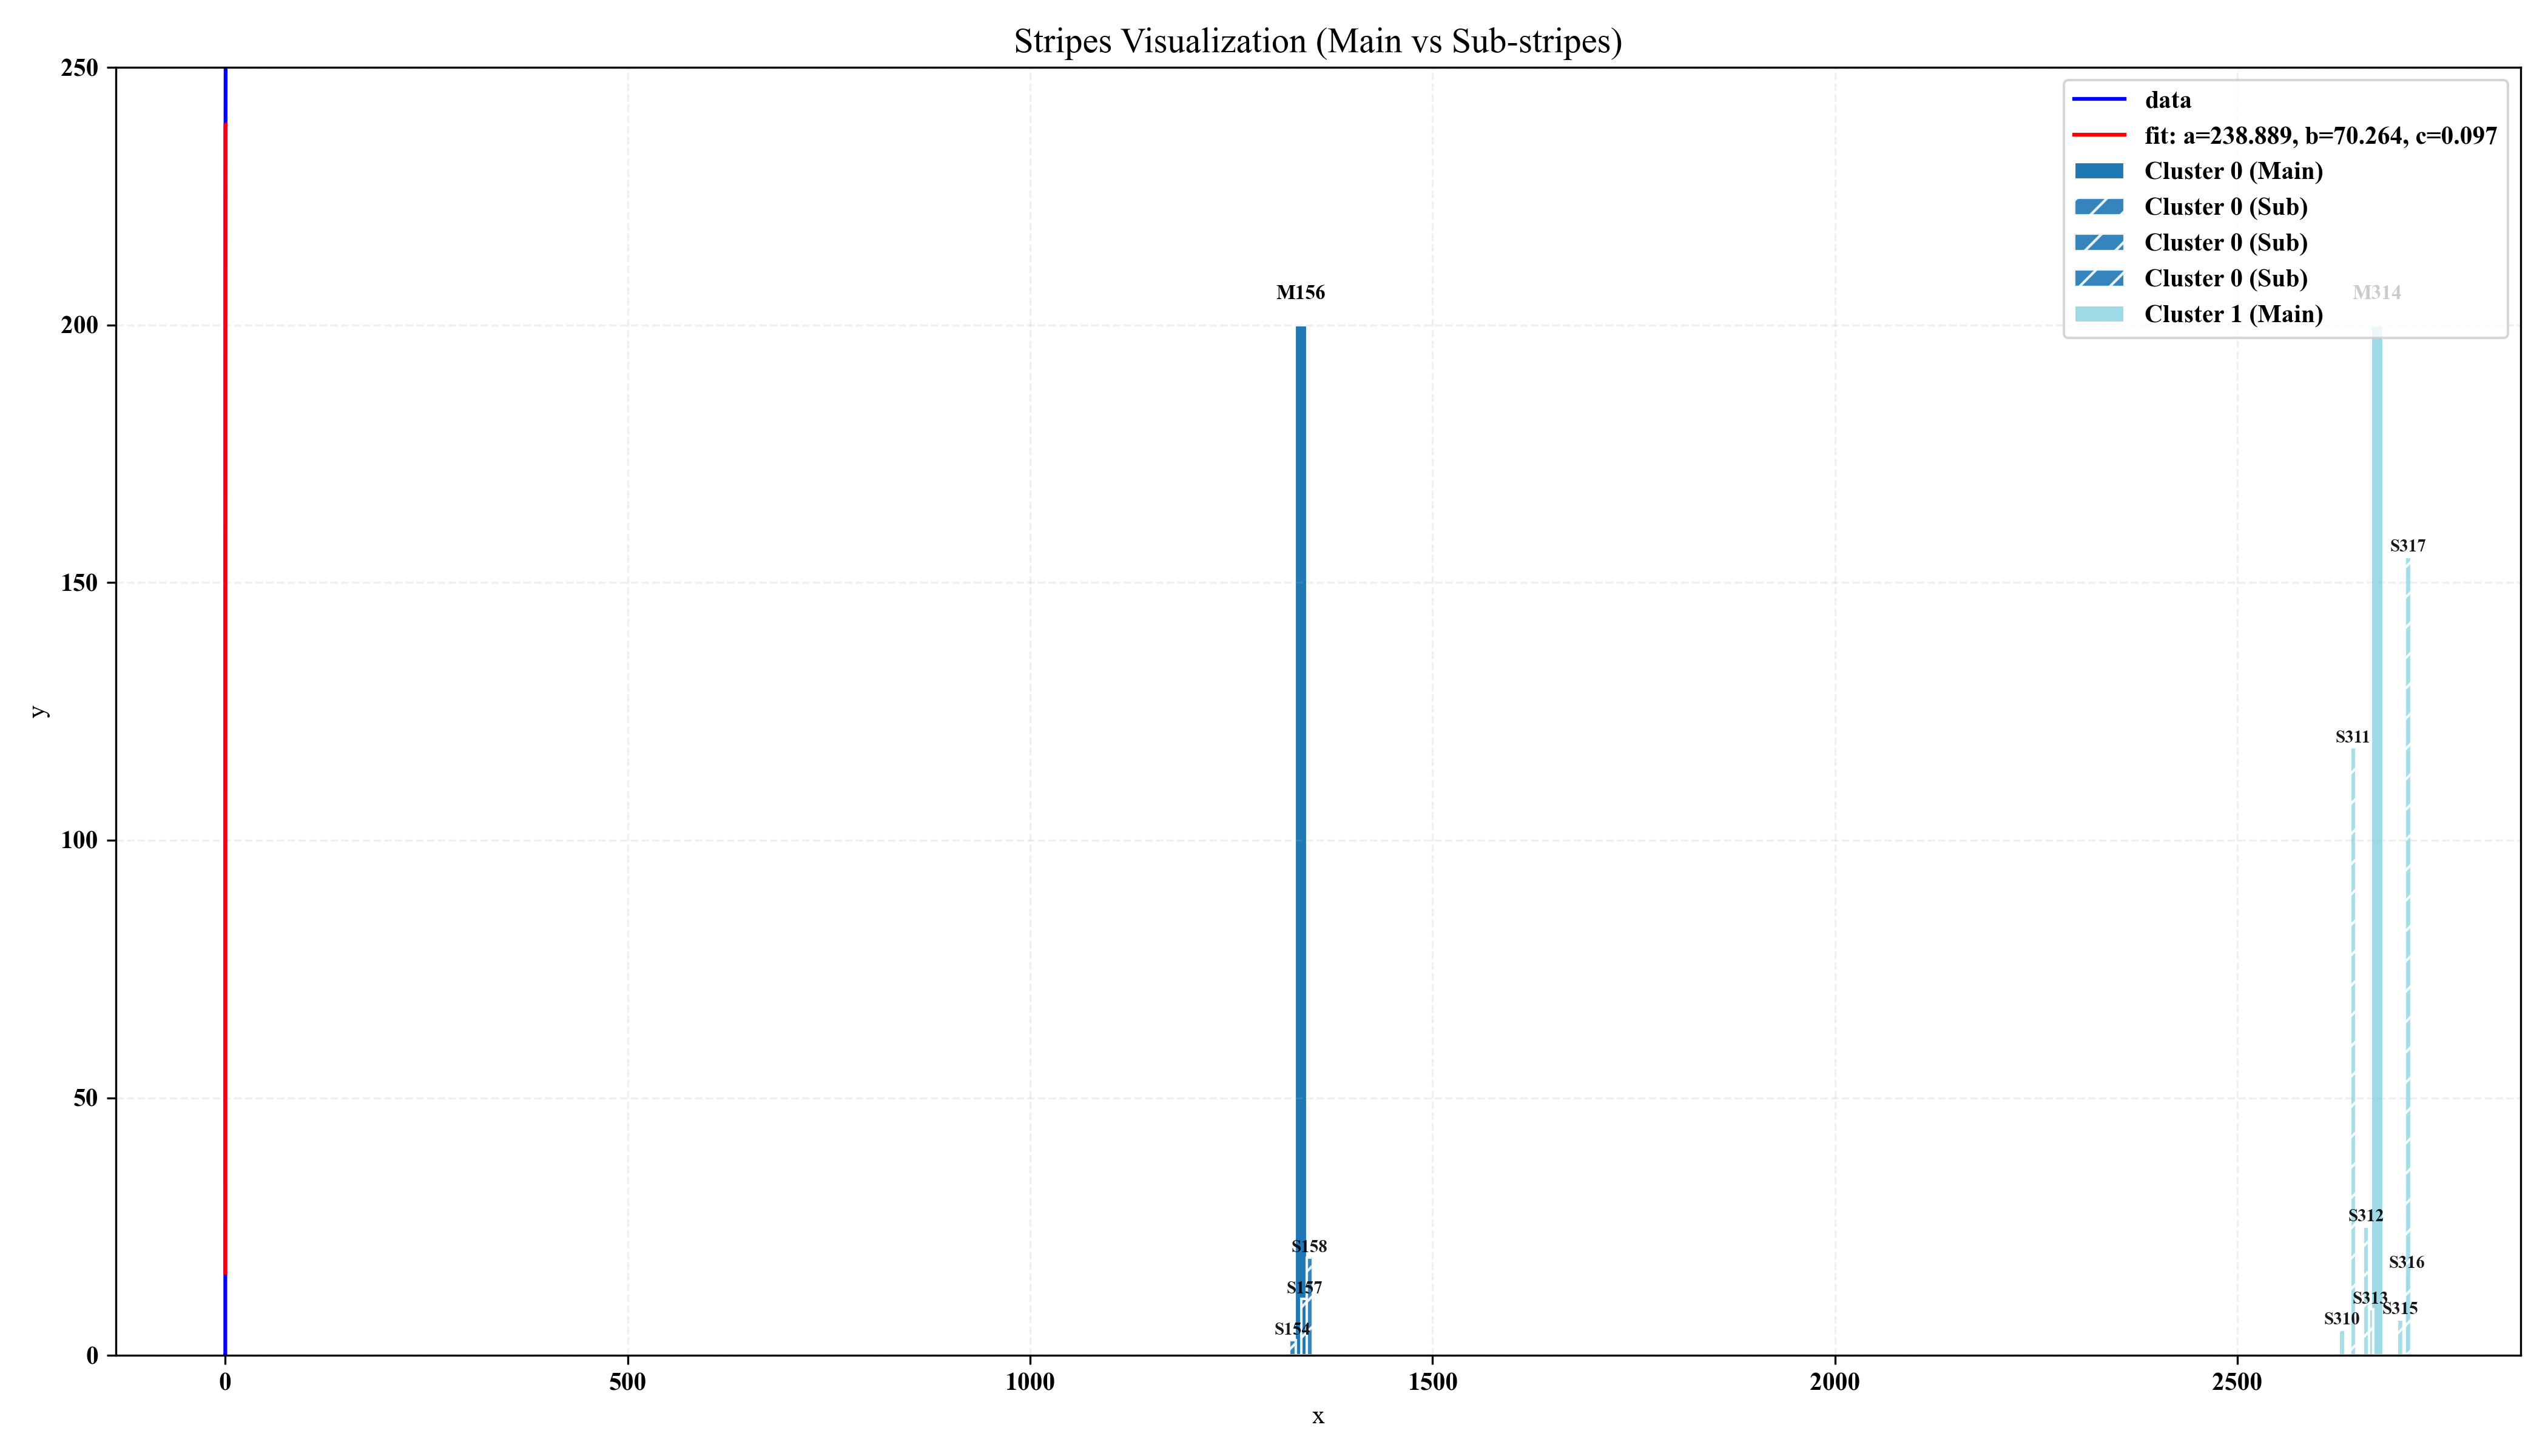 Stripes Visualization (Main vs Sub-stripes)
250
200
150
100
50
0
y
data
fit: a=238.889, b=70.264, c=0.097
Cluster 0 (Main)
Cluster 0 (Sub)
Cluster 0 (Sub)
Cluster 0 (Sub)
Cluster 1 (Main)
M156
M314
S317
S311
S312
S158
S316
S157
S313
S315
S310
S154
0
500
1000
1500
2000
2500
x